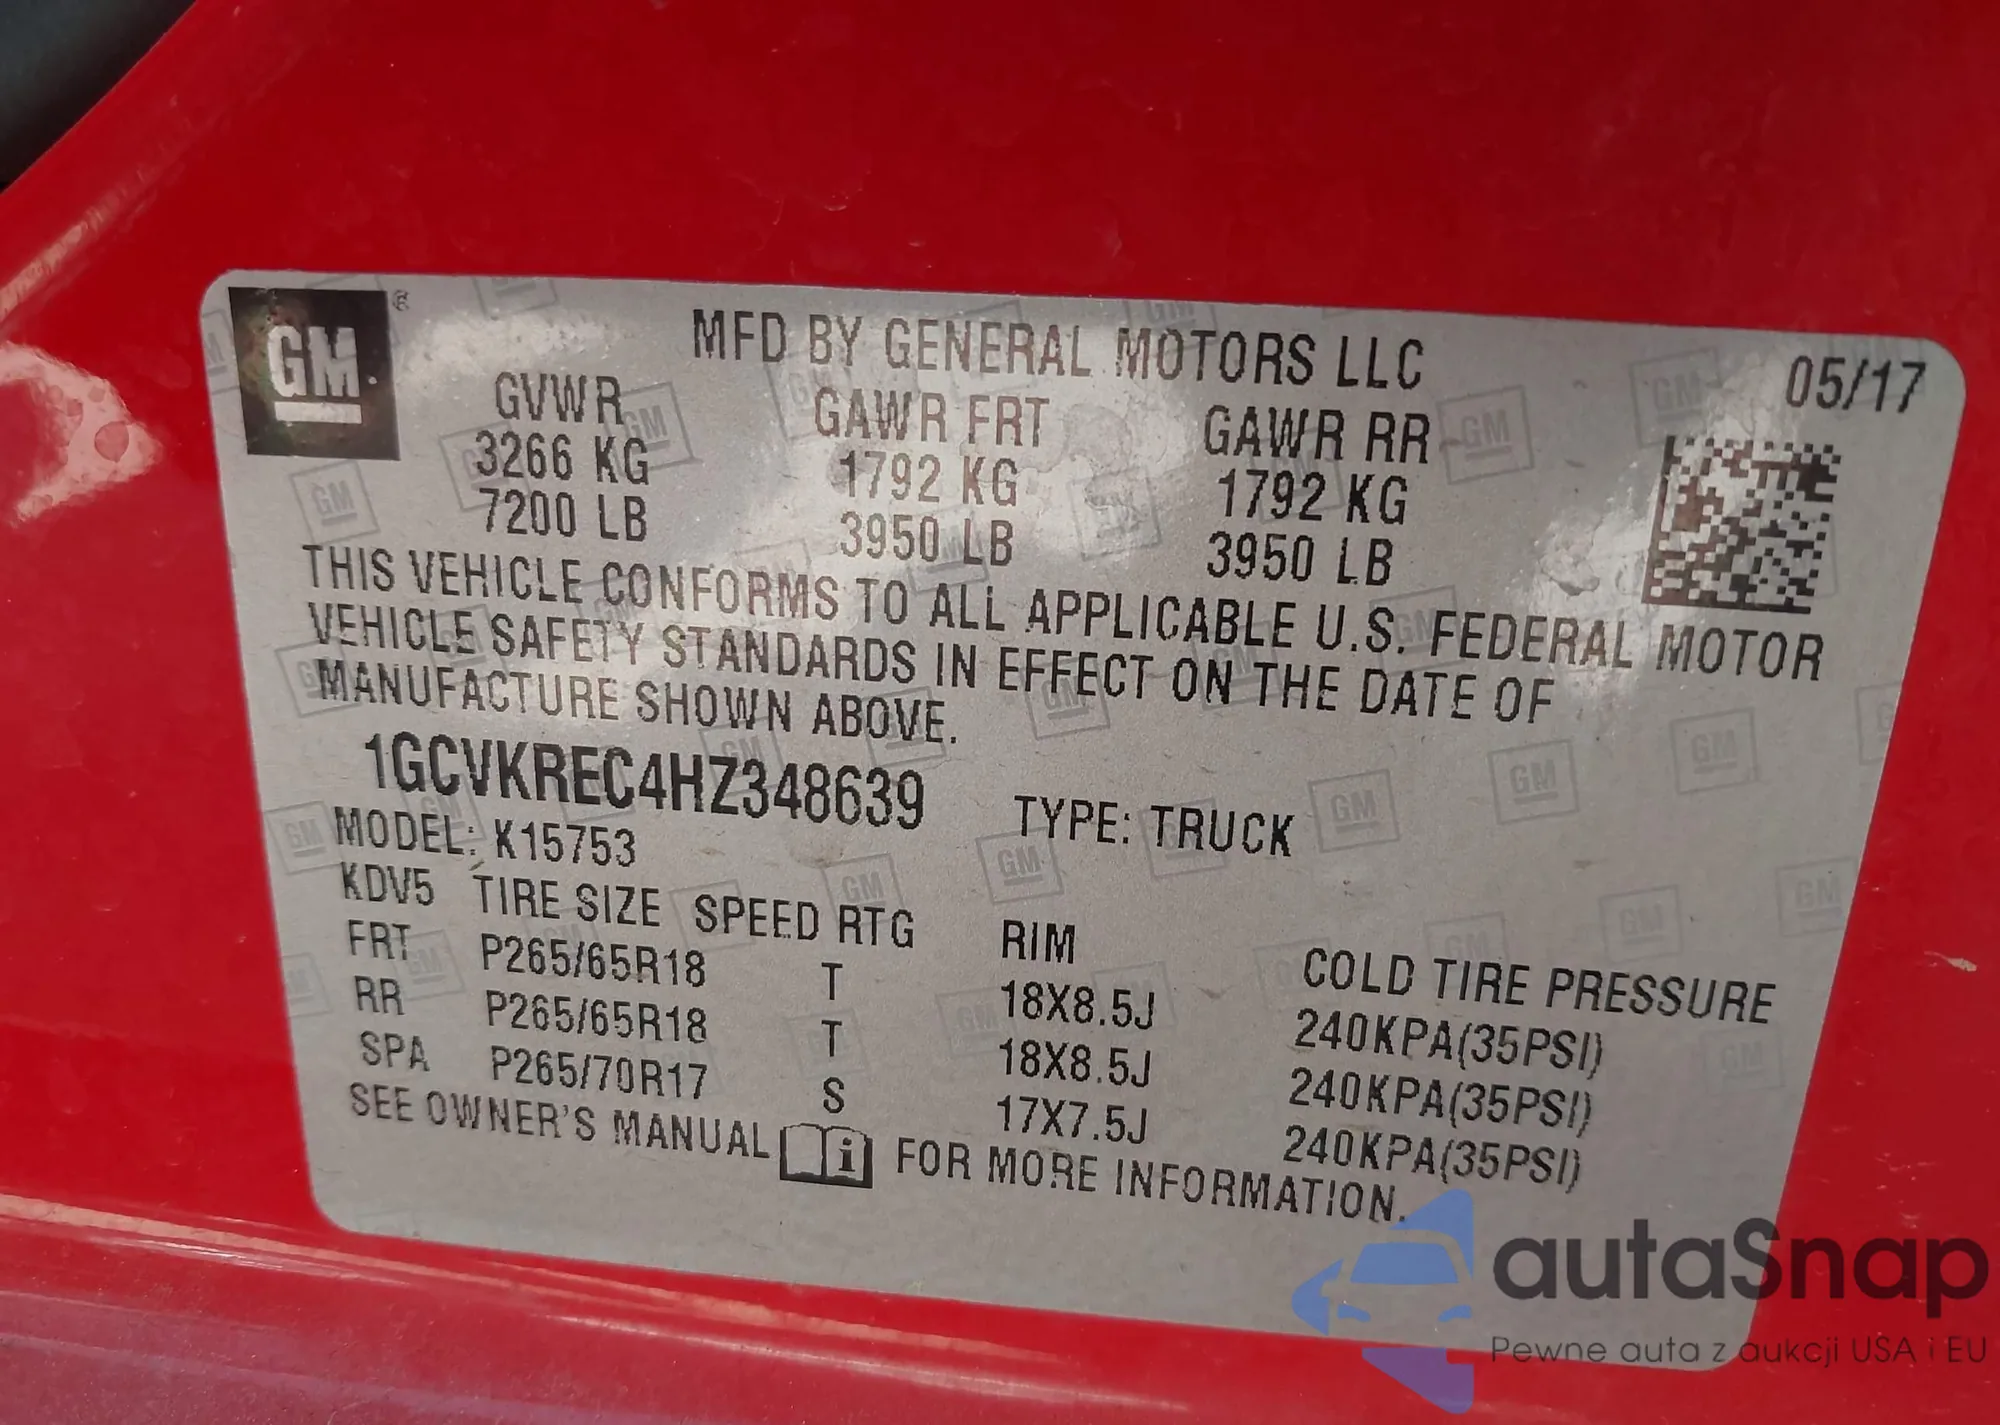 GM ®
MFD BY GENERAL MOTORS LLC 05/17
GVWR GAWR FRT GAWR RR
3266 KG 1792 KG 1792 KG
7200 LB 3950 LB 3950 LB
THIS VEHICLE CONFORMS TO ALL APPLICABLE U.S. FEDERAL MOTOR
VEHICLE SAFETY STANDARDS IN EFFECT ON THE DATE OF
MANUFACTURE SHOWN ABOVE.
1GCVKREC4HZ348639 TYPE: TRUCK
MODEL: K15753
KDV5 TIRE SIZE SPEED RTG RIM COLD TIRE PRESSURE
FRT P265/65R18 T 18X8.5J 240KPA(35PSI)
RR P265/65R18 T 18X8.5J 240KPA(35PSI)
SPA P265/70R17 S 17X7.5J 240KPA(35PSI)
SEE OWNER'S MANUAL i FOR MORE INFORMATION.
autaSnap
Pewne auta z aukcji USA i EU